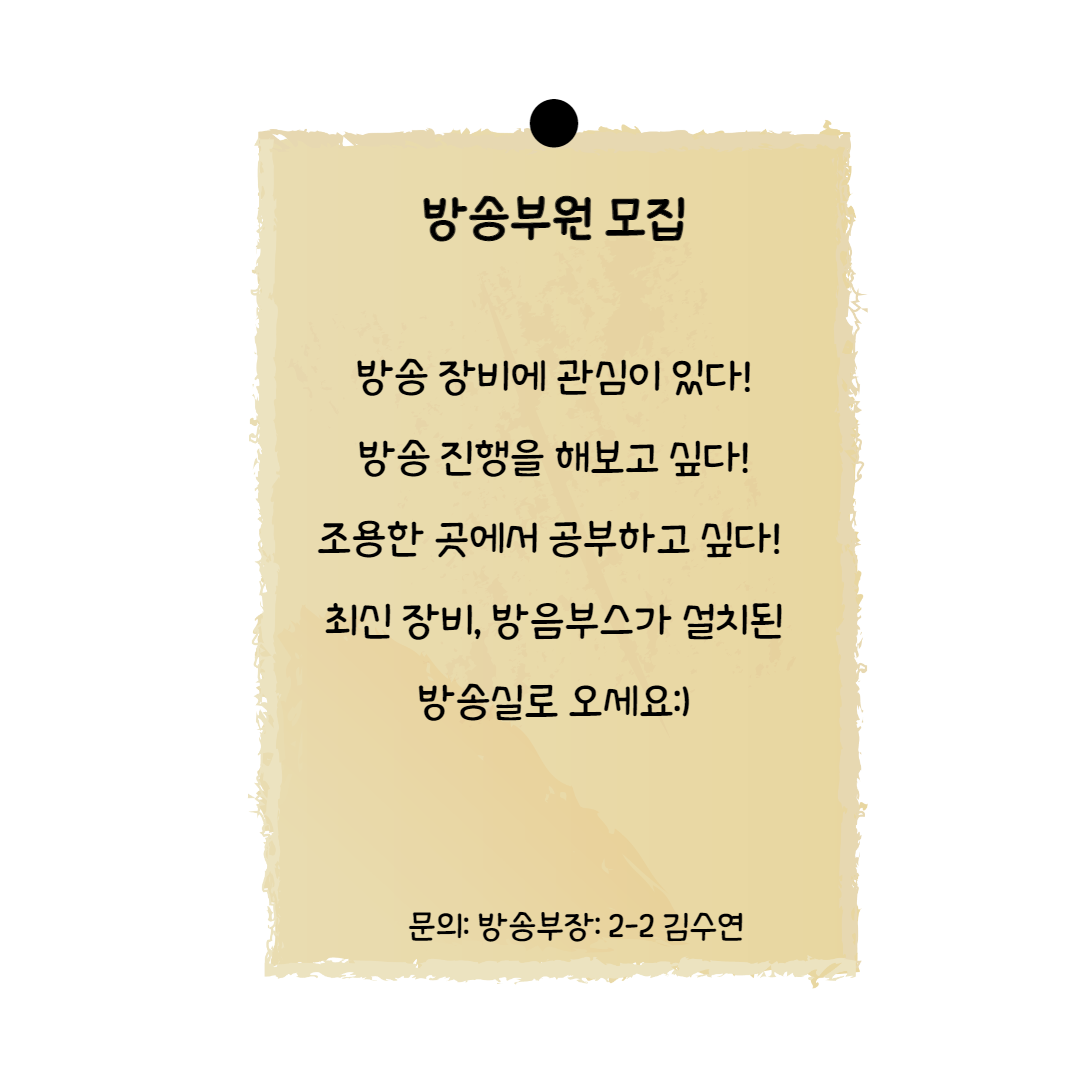 방송부원 모집
방송 장비에 관심이 있다!
방송 진행을 해보고 싶다!
조용한 곳에서 공부하고 싶다!
최신 장비, 방음부스가 설치된
방송실로 오세요:)
문의: 방송부장: 2-2 김수연